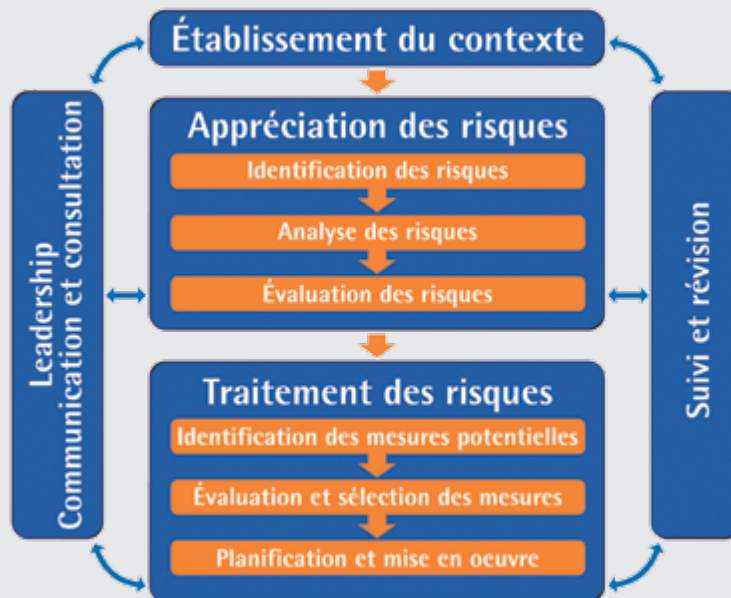 Établissement du contexte
Leadership
Communication et consultation
Appréciation des risques
Identification des risques
Analyse des risques
Évaluation des risques
Traitement des risques
Identification des mesures potentielles
Évaluation et sélection des mesures
Planification et mise en oeuvre
Suivi et révision